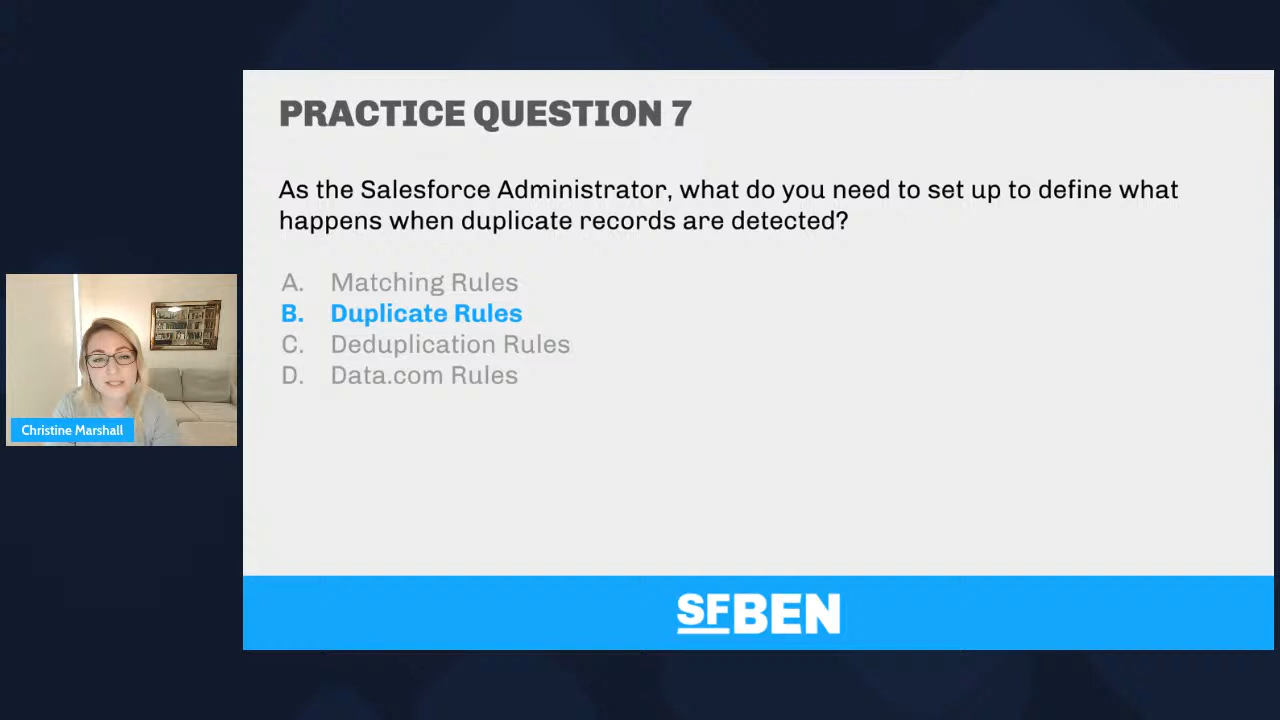 PRACTICE QUESTION 7
As the Salesforce Administrator, what do you need to set up to define what
happens when duplicate records are detected?
A. Matching Rules
B. Duplicate Rules
C. Deduplication Rules
D. Data.com Rules
Christine Marshall
SFBEN